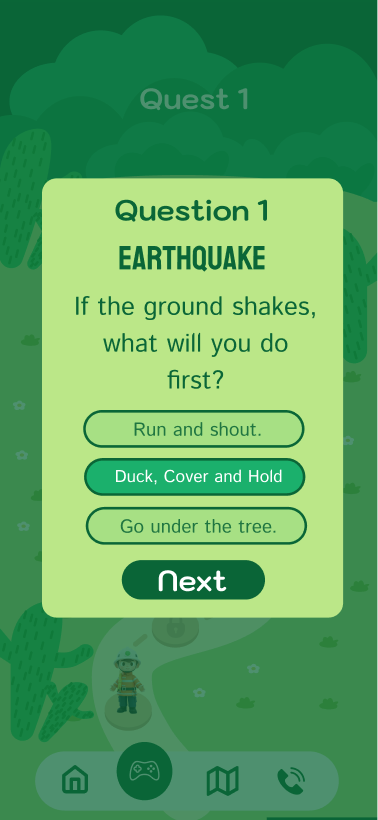 Quest 1
Question 1
EARTHQUAKE
If the ground shakes,
what will you do
first?
Run and shout.
Duck, Cover and Hold
Go under the tree.
Next